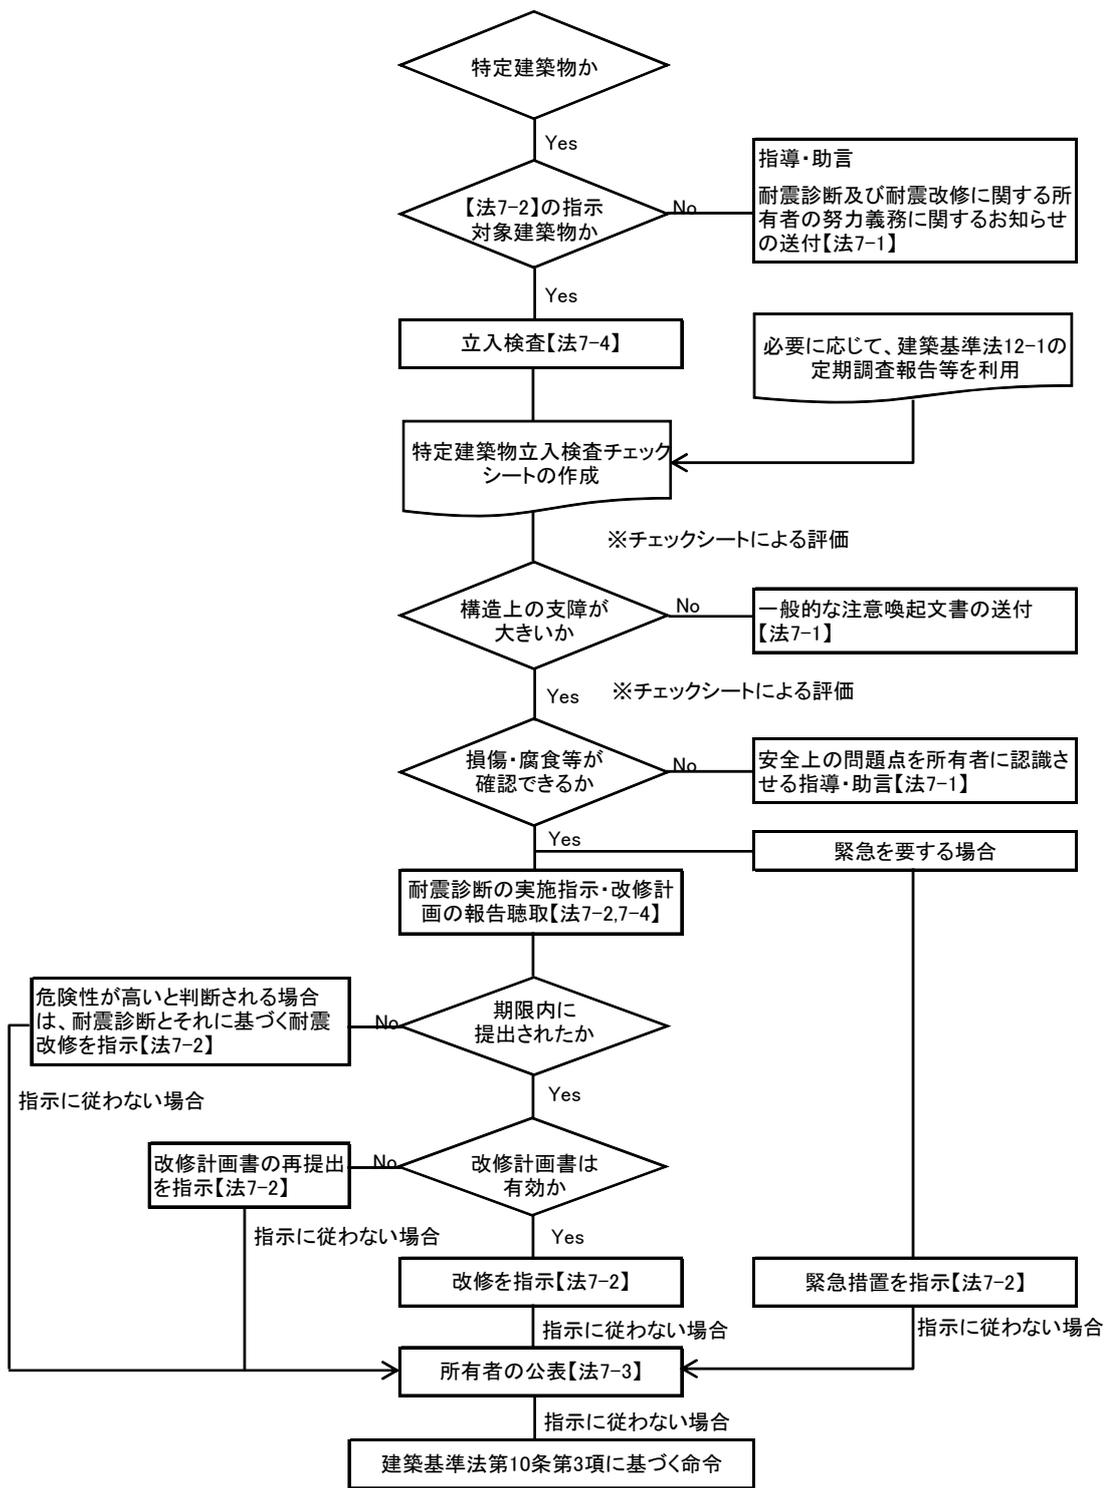 特定建築物か
Yes
【法7-2】の指示
対象建築物か
No
指導・助言
耐震診断及び耐震改修に関する所
有者の努力義務に関するお知らせ
の送付【法7-1】
Yes
立入検査【法7-4】
必要に応じて、建築基準法12-1の
定期調査報告等を利用
特定建築物立入検査チェック
シートの作成
※チェックシートによる評価
構造上の支障が
大きいか
No
一般的な注意喚起文書の送付
【法7-1】
Yes
※チェックシートによる評価
損傷・腐食等が
確認できるか
No
安全上の問題点を所有者に認識さ
せる指導・助言【法7-1】
Yes
緊急を要する場合
耐震診断の実施指示・改修計
画の報告聴取【法7-2,7-4】
危険性が高いと判断される場合
は、耐震診断とそれに基づく耐震
改修を指示【法7-2】
No
期限内に
提出されたか
指示に従わない場合
Yes
改修計画書の再提出
を指示【法7-2】
No
改修計画書は
有効か
指示に従わない場合
Yes
改修を指示【法7-2】
緊急措置を指示【法7-2】
指示に従わない場合
指示に従わない場合
所有者の公表【法7-3】
指示に従わない場合
建築基準法第10条第3項に基づく命令